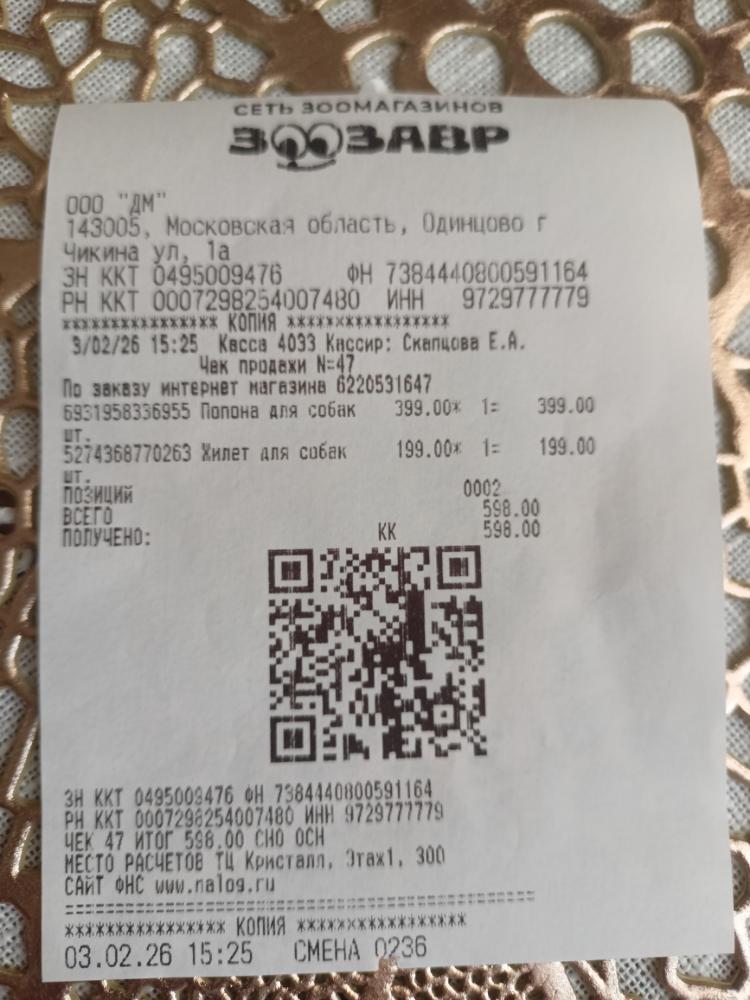 СЕТЬ ЗООМАГАЗИНОВ
ЗООЗАВР
ООО "ДМ"
143005, Московская область, Одинцово г
Чикина ул, 1а
ЗН ККТ 0495009476 ФН 7384440800591164
РН ККТ 0007298254007480 ИНН 9729777779
**************** КОПИЯ *****************
3/02/26 15:25 Касса 4033 Кассир: Скапцова Е.А.
Чек продажи N=47
По заказу интернет магазина 6220531647
6931958336955 Попона для собак 399.00* 1= 399.00
шт.
5274368770263 Жилет для собак 199.00* 1= 199.00
шт.
ПОЗИЦИЙ 0002
ВСЕГО 598.00
ПОЛУЧЕНО: КК 598.00
ЗН ККТ 0495009476 ФН 7384440800591164
РН ККТ 0007298254007480 ИНН 9729777779
ЧЕК 47 ИТОГ 598.00 СНО ОСН
МЕСТО РАСЧЕТОВ ТЦ Кристалл, Этаж1, 300
САЙТ ФНС www.nalog.ru
================================================
**************** КОПИЯ *****************
03.02.26 15:25 СМЕНА 0236